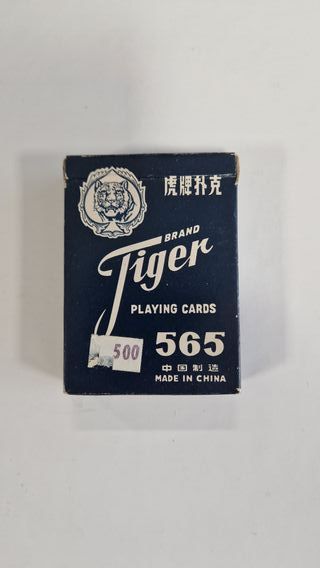 虎牌扑克
BRAND
Tiger
PLAYING CARDS
500
565
中国制造
MADE IN CHINA